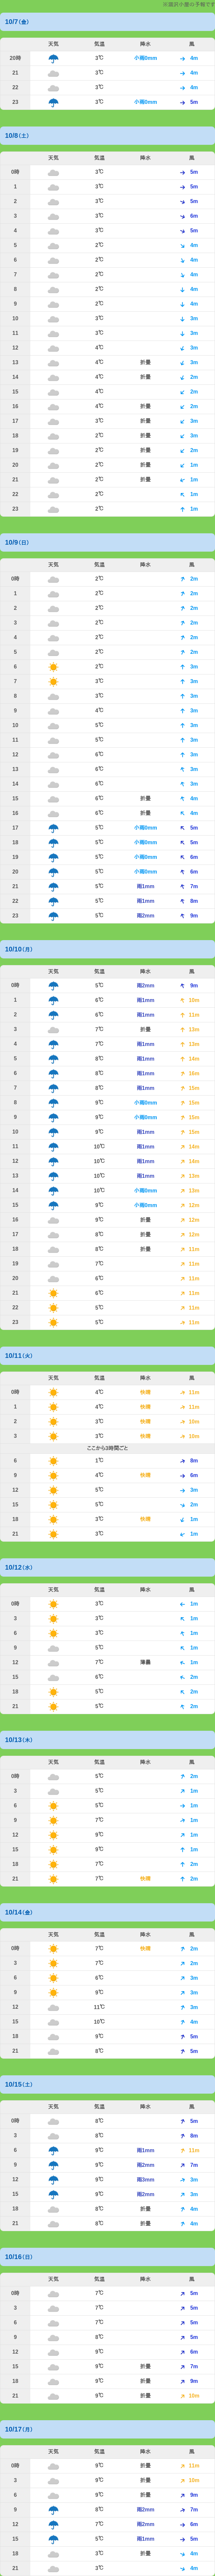 ※涸沢小屋の予報です
10/7(金)
天気 気温 降水 風
20時 3℃ 小雨0mm 4m
21 3℃ 4m
22 3℃ 4m
23 3℃ 小雨0mm 5m
10/8(土)
天気 気温 降水 風
0時 3℃ 5m
1 3℃ 5m
2 3℃ 5m
3 3℃ 6m
4 3℃ 5m
5 2℃ 4m
6 2℃ 4m
7 2℃ 4m
8 2℃ 4m
9 2℃ 4m
10 3℃ 3m
11 3℃ 3m
12 4℃ 3m
13 4℃ 折曇 3m
14 4℃ 折曇 2m
15 4℃ 2m
16 4℃ 折曇 2m
17 3℃ 折曇 3m
18 2℃ 折曇 3m
19 2℃ 折曇 2m
20 2℃ 折曇 1m
21 2℃ 折曇 1m
22 2℃ 1m
23 2℃ 1m
10/9(日)
天気 気温 降水 風
0時 2℃ 2m
1 2℃ 2m
2 2℃ 2m
3 2℃ 2m
4 2℃ 2m
5 2℃ 2m
6 2℃ 3m
7 3℃ 3m
8 3℃ 3m
9 4℃ 3m
10 5℃ 3m
11 5℃ 3m
12 6℃ 3m
13 6℃ 3m
14 6℃ 3m
15 6℃ 折曇 4m
16 6℃ 折曇 4m
17 5℃ 小雨0mm 5m
18 5℃ 小雨0mm 5m
19 5℃ 小雨0mm 6m
20 5℃ 小雨0mm 6m
21 5℃ 雨1mm 7m
22 5℃ 雨1mm 8m
23 5℃ 雨2mm 9m
10/10(月)
天気 気温 降水 風
0時 5℃ 雨2mm 9m
1 6℃ 雨1mm 10m
2 6℃ 雨1mm 11m
3 7℃ 折曇 13m
4 7℃ 雨1mm 13m
5 8℃ 雨1mm 14m
6 8℃ 雨1mm 16m
7 8℃ 雨1mm 15m
8 9℃ 小雨0mm 15m
9 9℃ 小雨0mm 15m
10 9℃ 雨1mm 15m
11 10℃ 雨1mm 14m
12 10℃ 雨1mm 14m
13 10℃ 雨1mm 13m
14 10℃ 小雨0mm 13m
15 9℃ 小雨0mm 12m
16 9℃ 折曇 12m
17 8℃ 折曇 12m
18 8℃ 折曇 11m
19 7℃ 11m
20 6℃ 11m
21 6℃ 11m
22 5℃ 11m
23 5℃ 11m
10/11(火)
天気 気温 降水 風
0時 4℃ 快晴 11m
1 4℃ 快晴 11m
2 3℃ 快晴 10m
3 3℃ 快晴 10m
ここから3時間ごと
6 1℃ 8m
9 4℃ 快晴 6m
12 5℃ 3m
15 5℃ 2m
18 3℃ 快晴 1m
21 3℃ 1m
10/12(水)
天気 気温 降水 風
0時 3℃ 1m
3 3℃ 1m
6 3℃ 1m
9 5℃ 1m
12 7℃ 薄曇 1m
15 6℃ 2m
18 5℃ 2m
21 5℃ 2m
10/13(木)
天気 気温 降水 風
0時 5℃ 2m
3 5℃ 1m
6 5℃ 1m
9 7℃ 1m
12 9℃ 1m
15 9℃ 1m
18 7℃ 2m
21 7℃ 快晴 2m
10/14(金)
天気 気温 降水 風
0時 7℃ 快晴 2m
3 7℃ 2m
6 6℃ 3m
9 9℃ 3m
12 11℃ 3m
15 10℃ 4m
18 9℃ 5m
21 8℃ 5m
10/15(土)
天気 気温 降水 風
0時 8℃ 5m
3 8℃ 8m
6 9℃ 雨1mm 11m
9 9℃ 雨2mm 7m
12 9℃ 雨3mm 3m
15 9℃ 雨2mm 3m
18 8℃ 折曇 4m
21 8℃ 折曇 4m
10/16(日)
天気 気温 降水 風
0時 7℃ 5m
3 7℃ 5m
6 7℃ 5m
9 8℃ 5m
12 9℃ 6m
15 9℃ 折曇 7m
18 9℃ 折曇 9m
21 9℃ 折曇 10m
10/17(月)
天気 気温 降水 風
0時 9℃ 折曇 11m
3 9℃ 折曇 10m
6 9℃ 折曇 9m
9 8℃ 雨2mm 7m
12 7℃ 雨2mm 6m
15 5℃ 雨1mm 5m
18 3℃ 折曇 4m
21 3℃ 4m